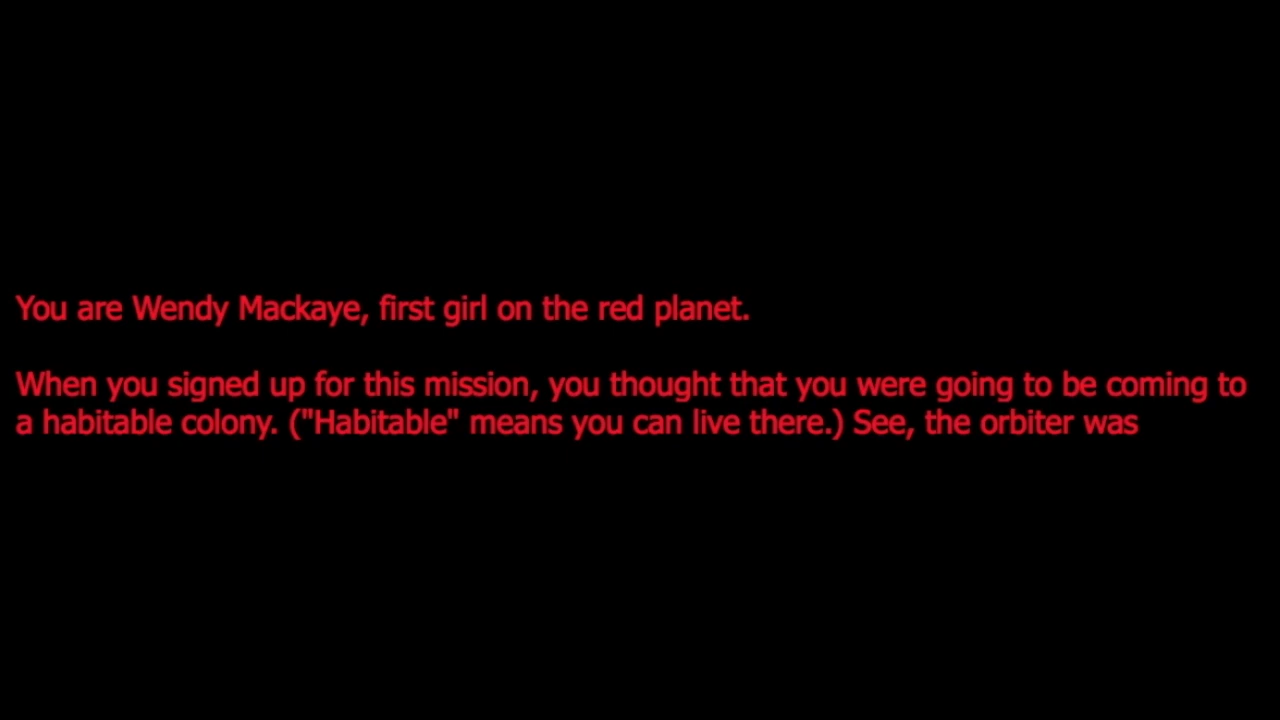 You are Wendy Mackaye, first girl on the red planet.
When you signed up for this mission, you thought that you were going to be coming to
a habitable colony. ("Habitable" means you can live there.) See, the orbiter was